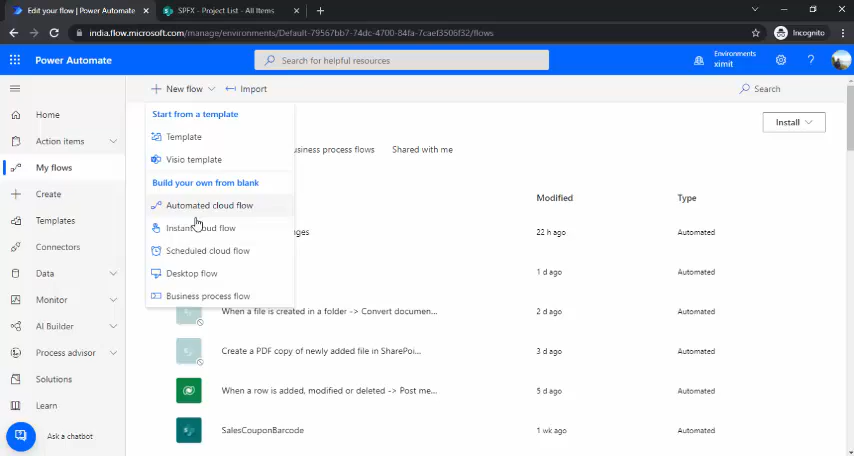 Edit your flow | Power Automate
SPFX - Project List - All Items
india.flow.microsoft.com/manage/environments/Default-79567bb7-74dc-4700-84fa-7caef3506f32/flows
Incognito
Power Automate
Search for helpful resources
Environments
ximit
New flow
Import
Search
Home
Action items
My flows
Create
Templates
Connectors
Data
Monitor
AI Builder
Process advisor
Solutions
Learn
Ask a chatbot
Start from a template
Template
Visio template
Build your own from blank
Automated cloud flow
Instant cloud flow
Scheduled cloud flow
Desktop flow
Business process flow
Install
usiness process flows
Shared with me
Modified
Type
nges
22 h ago
Automated
1 d ago
Automated
When a file is created in a folder -> Convert documen...
2 d ago
Automated
Create a PDF copy of newly added file in SharePoi...
3 d ago
Automated
When a row is added, modified or deleted -> Post me...
5 d ago
Automated
SalesCouponBarcode
1 wk ago
Automated